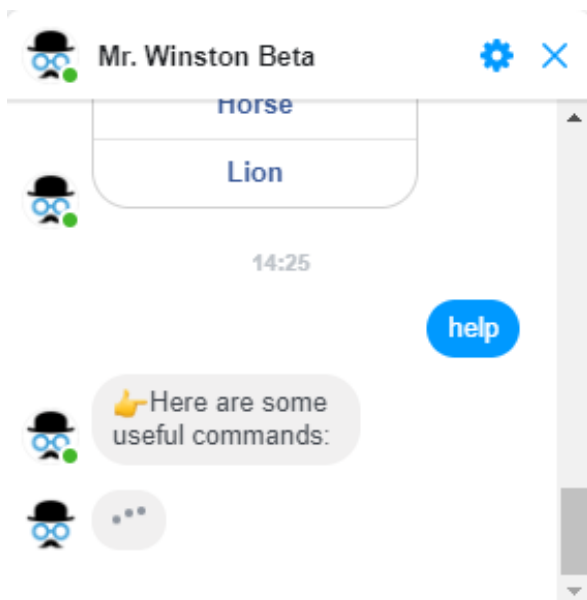 Mr. Winston Beta
Horse
Lion
14:25
help
👉Here are some
useful commands: